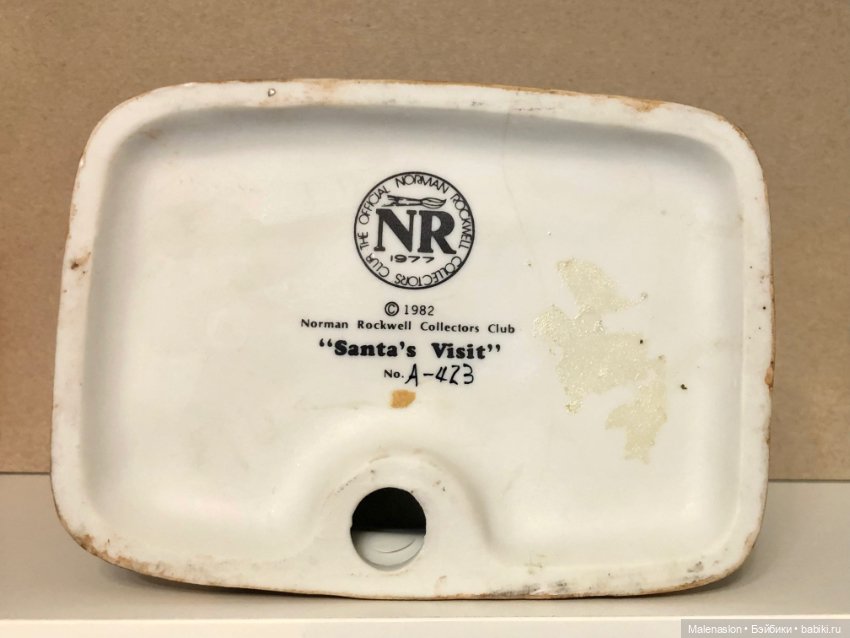 THE OFFICIAL NORMAN ROCKWELL COLLECTORS CLUB
NR
1977
© 1982
Norman Rockwell Collectors Club
“Santa's Visit”
No. A-423
Malenaslon • Бэйбики • babiki.ru